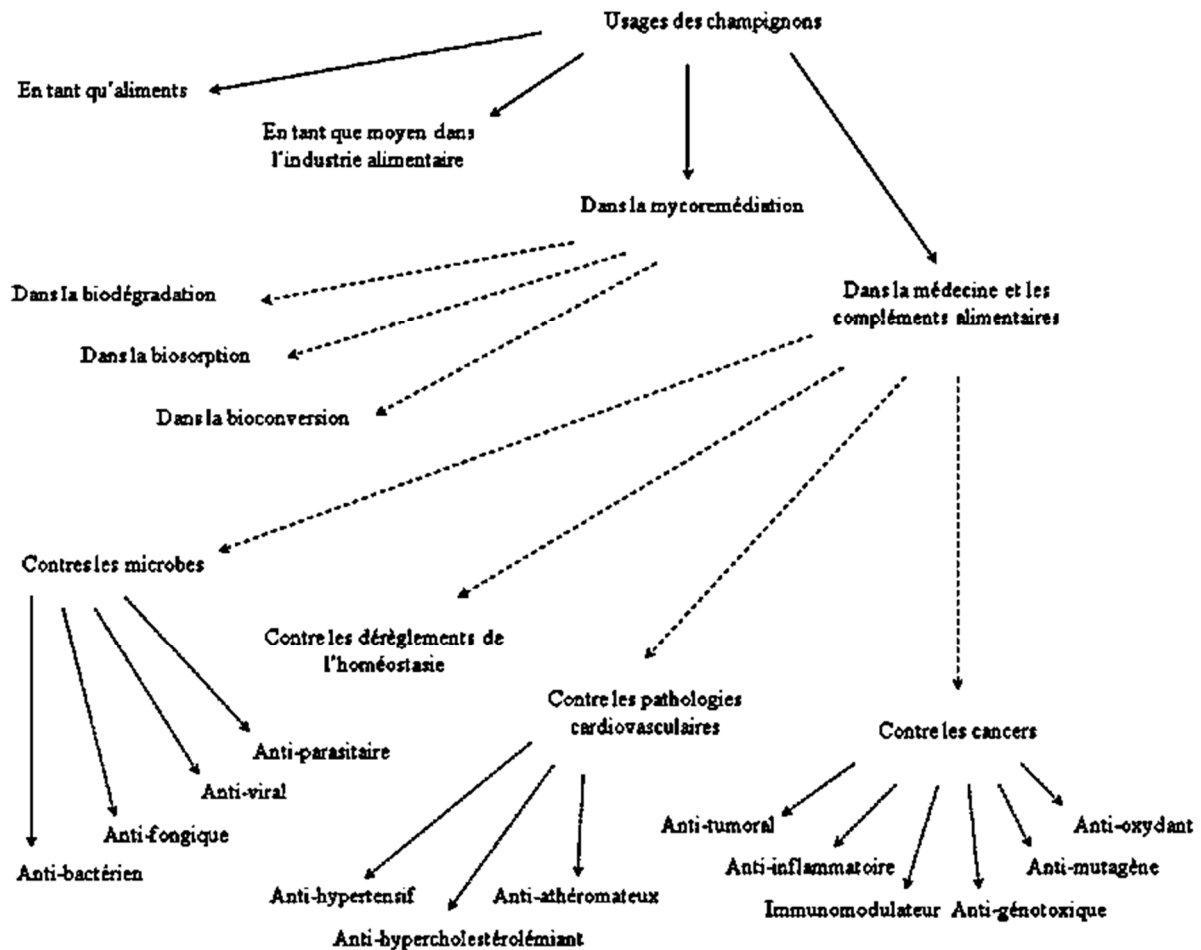 Usages des champignons
En tant qu'aliments
En tant que moyen dans
l'industrie alimentaire
Dans la mycoremédiation
Dans la biodégradation
Dans la médecine et les
compléments alimentaires
Dans la biosorption
Dans la bioconversion
Contres les microbes
Contre les dérèglements de
l'homéostasie
Contre les pathologies
cardiovasculaires
Contre les cancers
Anti-parasitaire
Anti-viral
Anti-fongique
Anti-bactérien
Anti-hypertensif
Anti-athéromateux
Anti-hypercholestérolémiant
Anti-tumoral
Anti-oxydant
Anti-inflammatoire
Anti-mutagène
Immunomodulateur
Anti-génotoxique